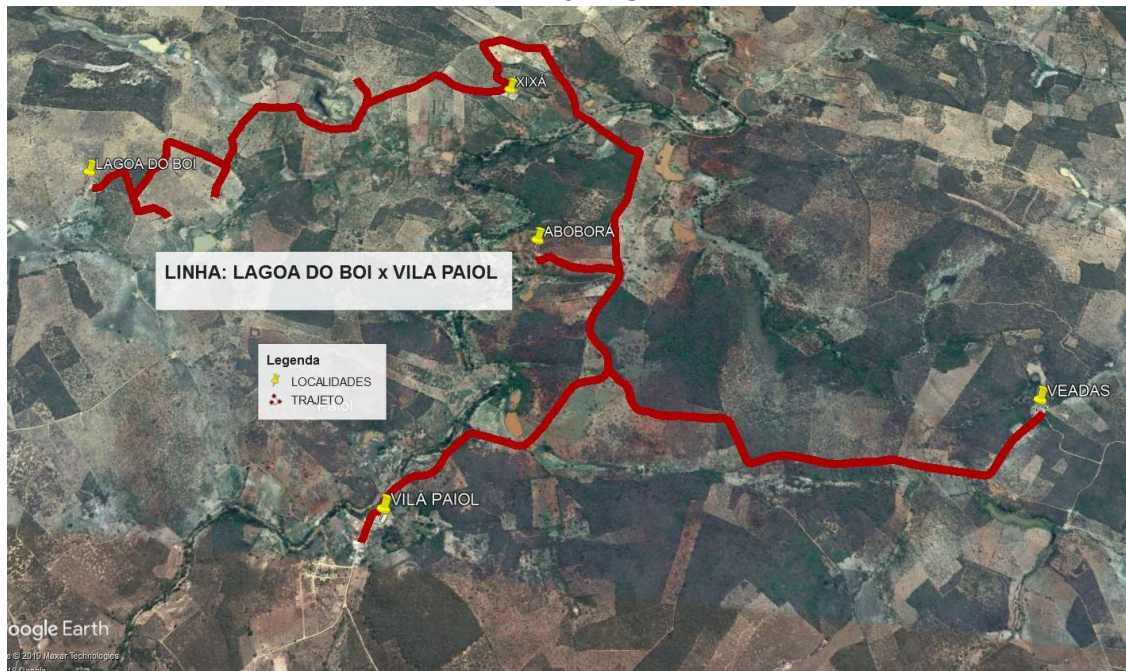 XIXÁ
LAGOA DO BOI
ABOBORÁ
LINHA: LAGOA DO BOI x VILA PAIOL
Legenda
LOCALIDADES
TRAJETO
Paiol
VEADAS
VILA PAIOL
oogle Earth
© 2019 Maxar Technologies